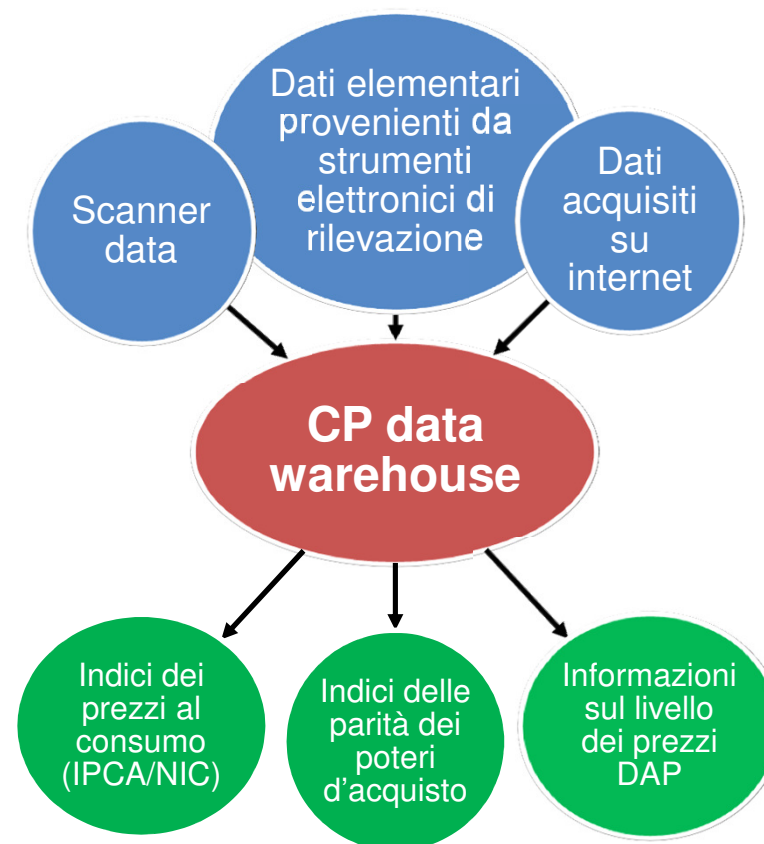 Scanner
data
Dati elementari
provenienti da
strumenti
elettronici di
rilevazione
Dati
acquisiti
su
internet
CP data
warehouse
Indici dei
prezzi al
consumo
(IPCA/NIC)
Indici delle
parità dei
poteri
d'acquisto
Informazioni
sul livello
dei prezzi
DAP